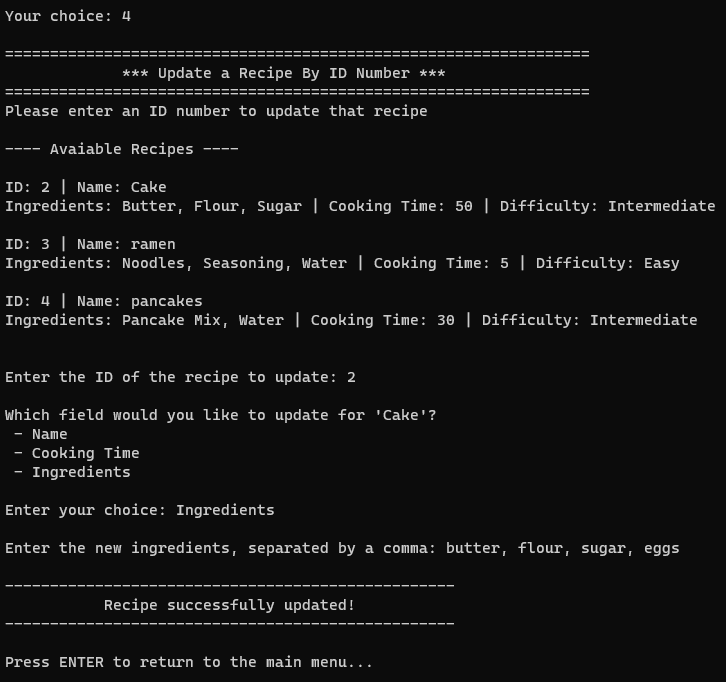 Your choice: 4
=================================================================
*** Update a Recipe By ID Number ***
=================================================================
Please enter an ID number to update that recipe
---- Avaiable Recipes ----
ID: 2 | Name: Cake
Ingredients: Butter, Flour, Sugar | Cooking Time: 50 | Difficulty: Intermediate
ID: 3 | Name: ramen
Ingredients: Noodles, Seasoning, Water | Cooking Time: 5 | Difficulty: Easy
ID: 4 | Name: pancakes
Ingredients: Pancake Mix, Water | Cooking Time: 30 | Difficulty: Intermediate
Enter the ID of the recipe to update: 2
Which field would you like to update for 'Cake'?
- Name
- Cooking Time
- Ingredients
Enter your choice: Ingredients
Enter the new ingredients, separated by a comma: butter, flour, sugar, eggs
--------------------------------------------------
Recipe successfully updated!
--------------------------------------------------
Press ENTER to return to the main menu...